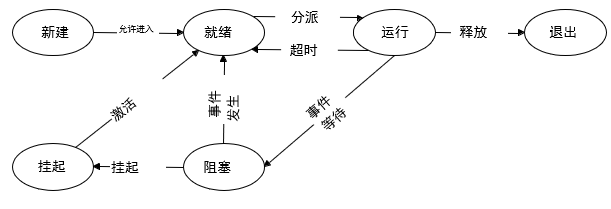 新建
允许进入
就绪
分派
超时
运行
释放
退出
激活
事件
发生
事件
等待
挂起
挂起
阻塞